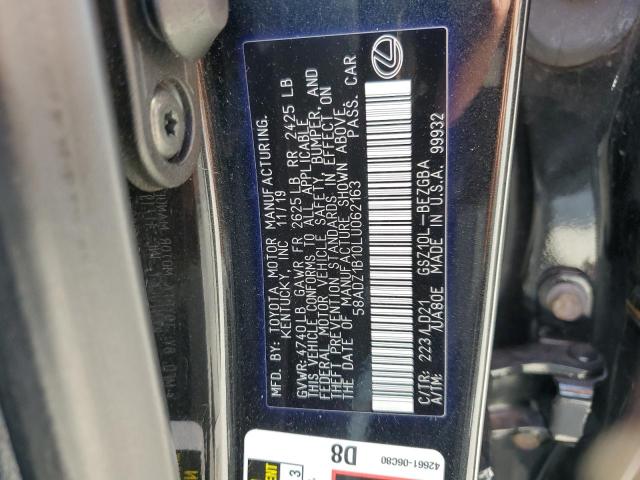 MFD. BY: TOYOTA MOTOR MANUFACTURING,
KENTUCKY, INC 11/19
GVWR: 4740LB GAWR FR 2625 LB RR 2425 LB
THIS VEHICLE CONFORMS TO ALL APPLICABLE
FEDERAL MOTOR VEHICLE SAFETY, BUMPER, AND
THEFT PREVENTION STANDARDS IN EFFECT ON
THE DATE OF MANUFACTURE SHOWN ABOVE.
58ADZ1B10LU062163 PASS. CAR
C/TR: 223 /LD21 GSZ10L-BEZGBA
A/TM: /UA80E MADE IN U.S.A. 99932
D8
42661-06C80
3